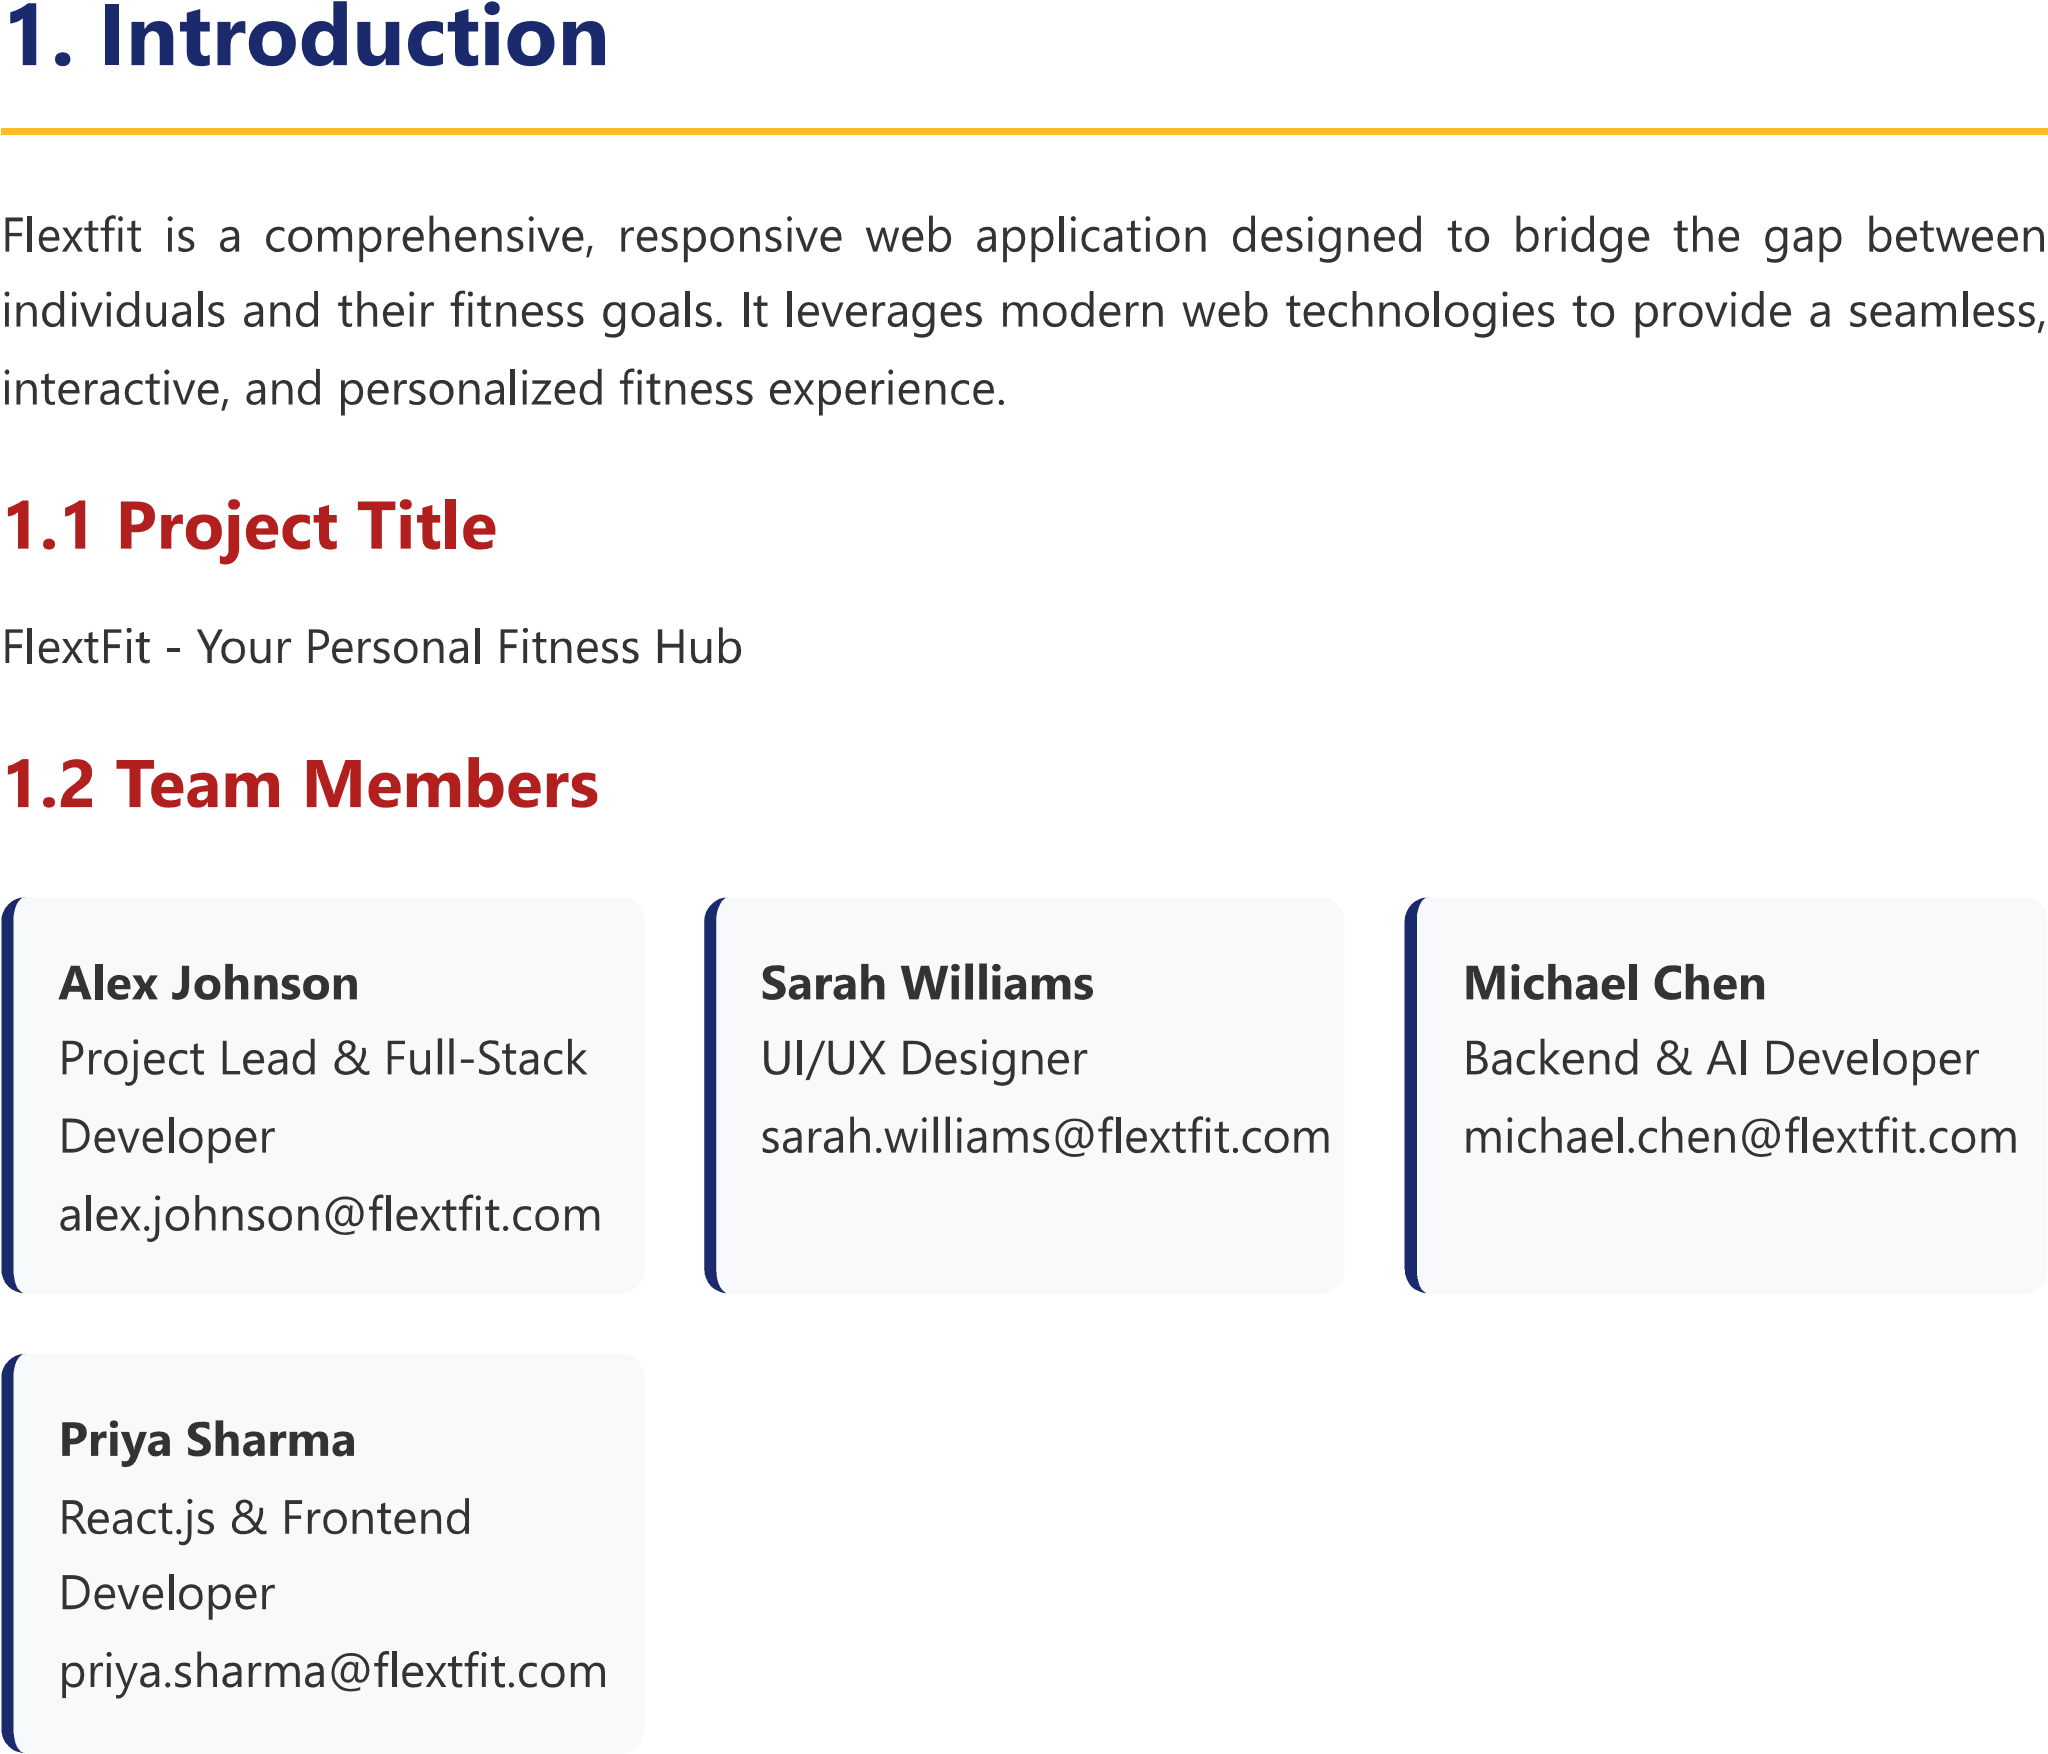 1. Introduction
Flextfit is a comprehensive, responsive web application designed to bridge the gap between
individuals and their fitness goals. It leverages modern web technologies to provide a seamless,
interactive, and personalized fitness experience.
1.1 Project Title
FlextFit - Your Personal Fitness Hub
1.2 Team Members
Alex Johnson
Project Lead & Full-Stack
Developer
alex.johnson@flextfit.com
Sarah Williams
UI/UX Designer
sarah.williams@flextfit.com
Michael Chen
Backend & AI Developer
michael.chen@flextfit.com
Priya Sharma
React.js & Frontend
Developer
priya.sharma@flextfit.com